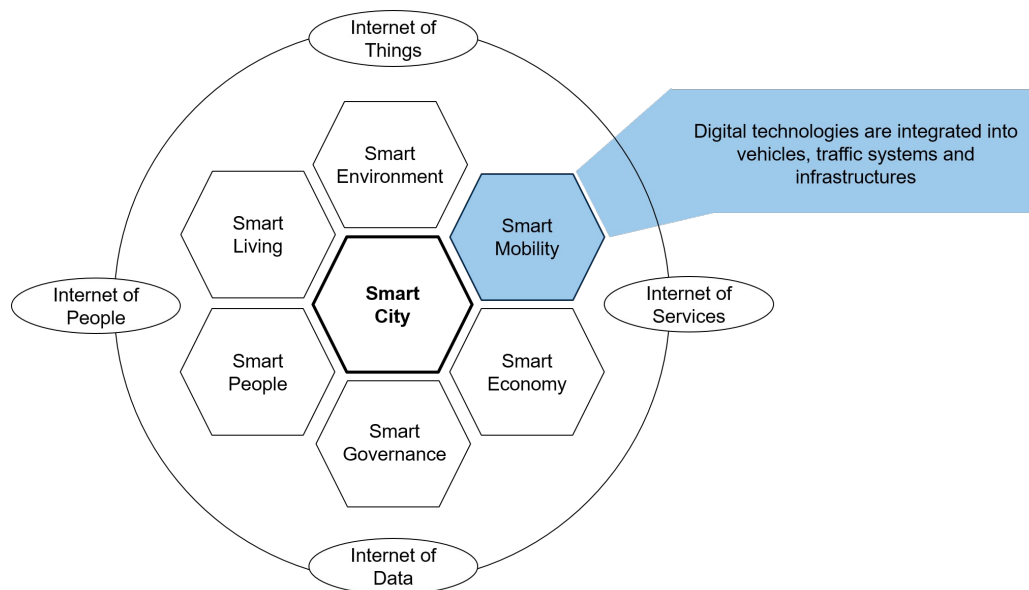 Internet of
Things
Digital technologies are integrated into
vehicles, traffic systems and
infrastructures
Smart
Environment
Smart
Living
Smart
Mobility
Internet of
People
Smart
City
Internet of
Services
Smart
People
Smart
Economy
Smart
Governance
Internet of
Data